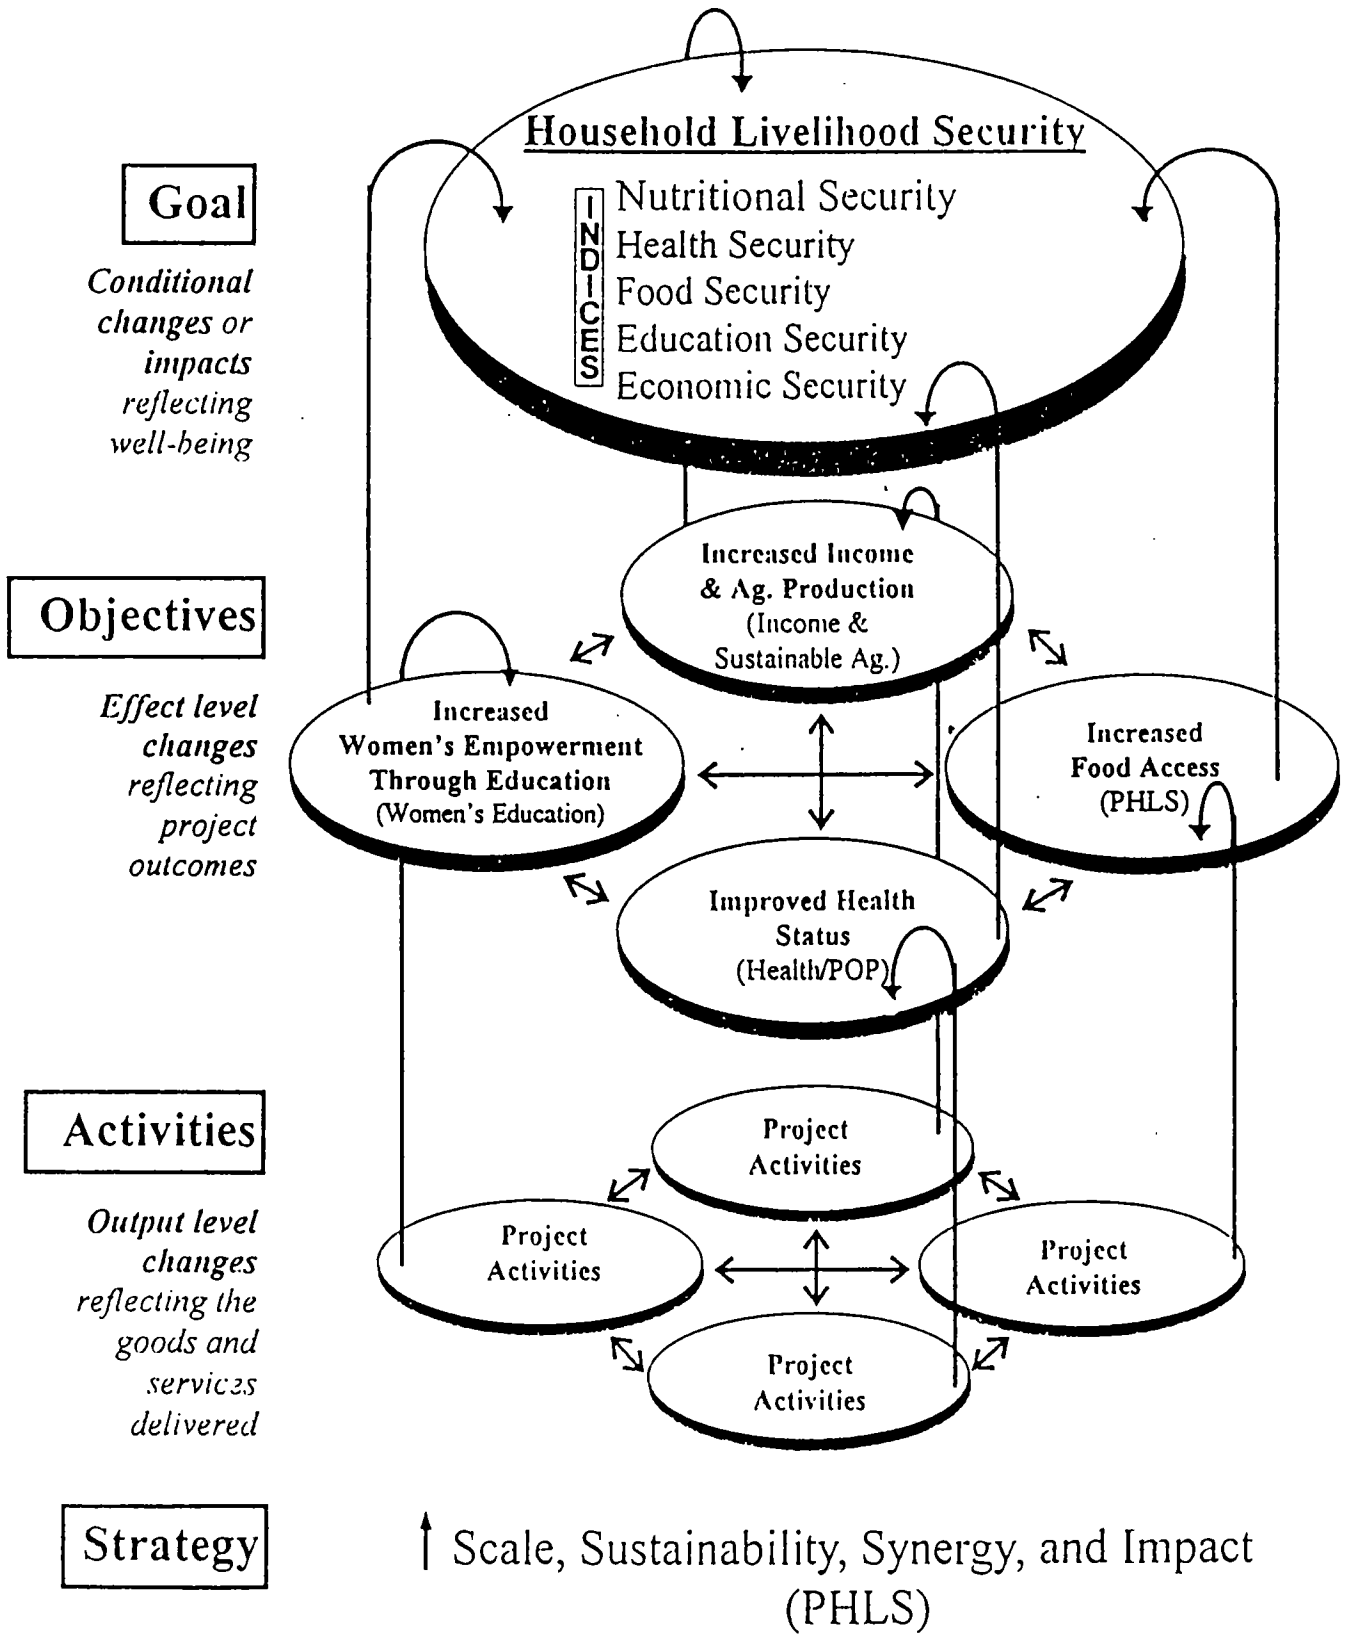 Household Livelihood Security
INDICES
Nutritional Security
Health Security
Food Security
Education Security
Economic Security
Goal
Conditional
changes or
impacts
reflecting
well-being
Objectives
Effect level
changes
reflecting
project
outcomes
Increased Income
& Ag. Production
(Income &
Sustainable Ag.)
Increased
Women's Empowerment
Through Education
(Women's Education)
Increased
Food Access
(PHLS)
Improved Health
Status
(Health/POP)
Activities
Output level
changes
reflecting the
goods and
services
delivered
Project
Activities
Project
Activities
Project
Activities
Project
Activities
Strategy
Scale, Sustainability, Synergy, and Impact
(PHLS)